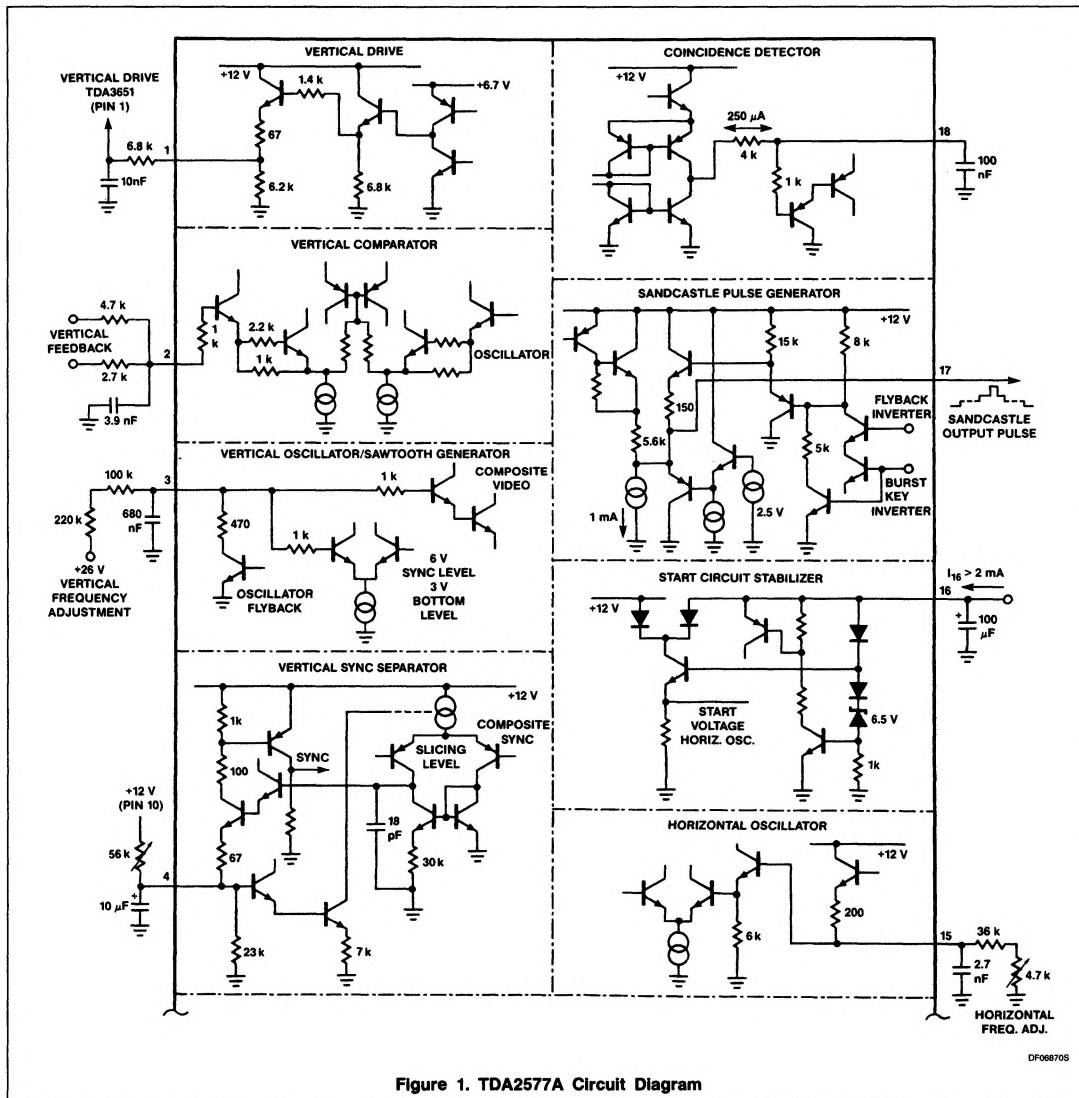 VERTICAL DRIVE
TDA3651
(PIN 1)
6.8 k
10nF
1
VERTICAL DRIVE
+12 V
1.4 k
+6.7 V
67
6.2 k
6.8 k
VERTICAL COMPARATOR
4.7 k
VERTICAL
FEEDBACK
2.7 k
3.9 nF
2
1
k
2.2 k
1 k
OSCILLATOR
VERTICAL OSCILLATOR/SAWTOOTH GENERATOR
100 k
220 k
680
nF
+26 V
VERTICAL
FREQUENCY
ADJUSTMENT
3
470
1 k
1 k
COMPOSITE
VIDEO
OSCILLATOR
FLYBACK
6 V
SYNC LEVEL
3 V
BOTTOM
LEVEL
VERTICAL SYNC SEPARATOR
+12 V
1k
100
SYNC
SLICING
LEVEL
COMPOSITE
SYNC
+12 V
(PIN 10)
56 k
4
10 μF
+
67
18
pF
30 k
23 k
7 k
COINCIDENCE DETECTOR
+12 V
250 μA
4 k
1 k
18
100
nF
SANDCASTLE PULSE GENERATOR
+12 V
15 k
8 k
17
150
5.6k
5k
FLYBACK
INVERTER
BURST
KEY
INVERTER
SANDCASTLE
OUTPUT PULSE
1 mA
2.5 V
START CIRCUIT STABILIZER
I16 > 2 mA
16
+12 V
+
100
μF
START
VOLTAGE
HORIZ. OSC.
6.5 V
1k
HORIZONTAL OSCILLATOR
+12 V
200
6 k
15
36 k
2.7
nF
4.7 k
HORIZONTAL
FREQ. ADJ.
DF06870S
Figure 1. TDA2577A Circuit Diagram